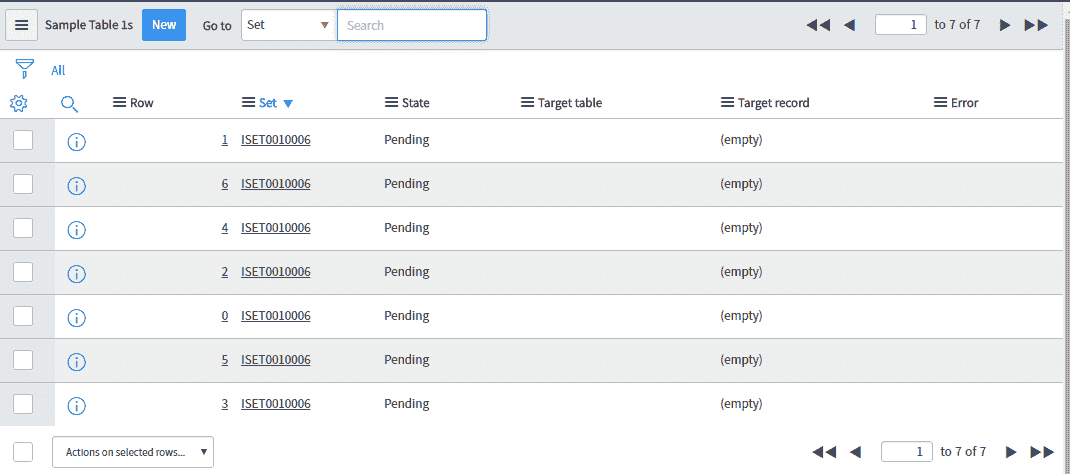 Sample Table 1s New Go to Set Search 1 to 7 of 7
All
Row Set State Target table Target record Error
1 ISET0010006 Pending (empty)
6 ISET0010006 Pending (empty)
4 ISET0010006 Pending (empty)
2 ISET0010006 Pending (empty)
0 ISET0010006 Pending (empty)
5 ISET0010006 Pending (empty)
3 ISET0010006 Pending (empty)
Actions on selected rows... 1 to 7 of 7